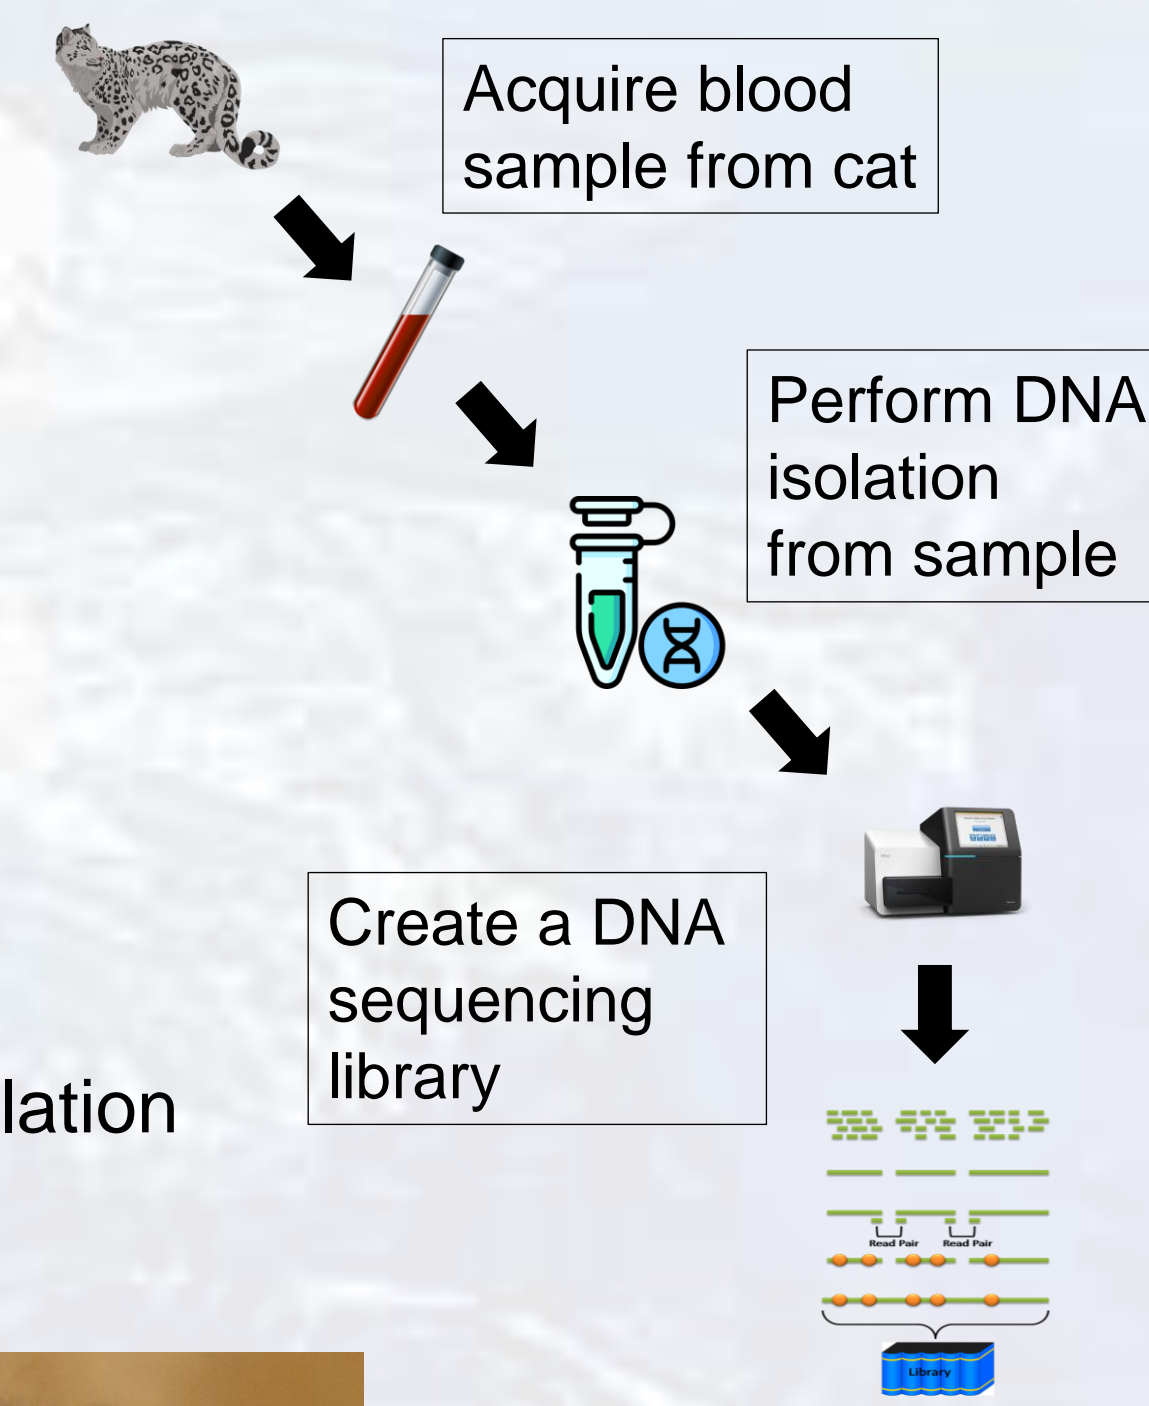 Acquire blood
sample from cat
Perform DNA
isolation
from sample
Create a DNA
sequencing
library
lation
Read Pair Read Pair
Library